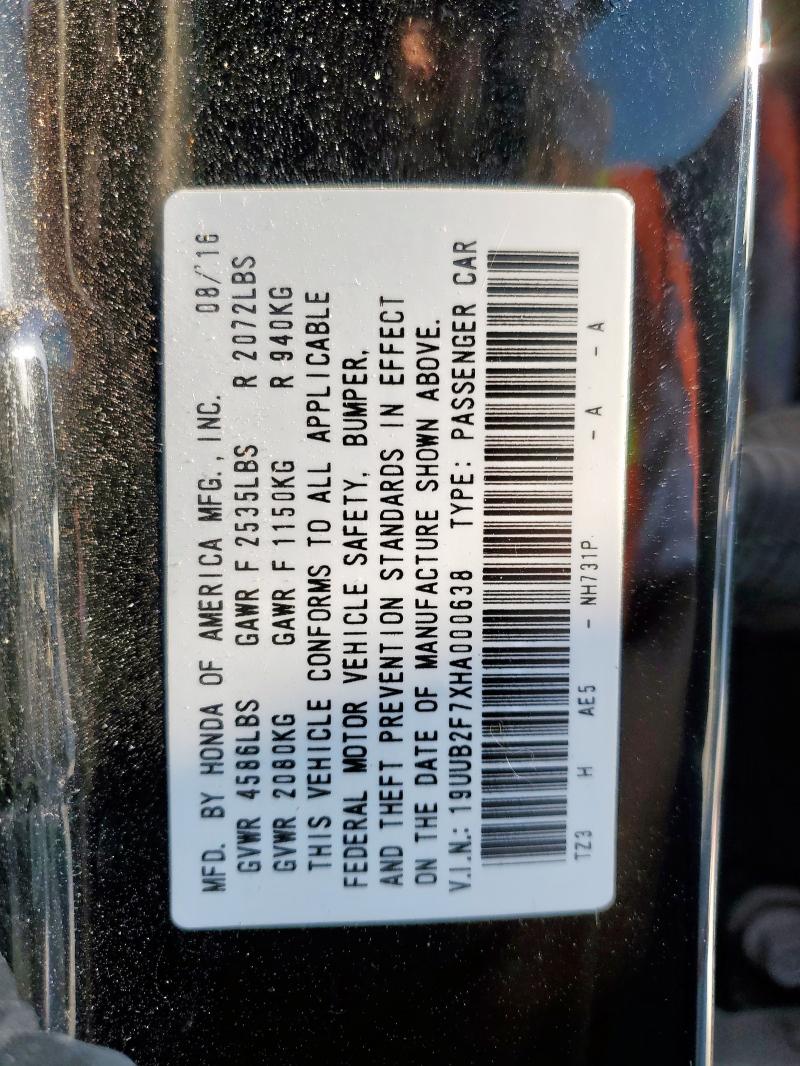 MFD. BY HONDA OF AMERICA MFG., INC. 08/'16
GVWR 4586LBS GAWR F 2535LBS R 2072LBS
GVWR 2080KG GAWR F 1150KG R 940KG
THIS VEHICLE CONFORMS TO ALL APPLICABLE
FEDERAL MOTOR VEHICLE SAFETY, BUMPER,
AND THEFT PREVENTION STANDARDS IN EFFECT
ON THE DATE OF MANUFACTURE SHOWN ABOVE.
V.I.N.: 19UUB2F7XHA000638 TYPE: PASSENGER CAR
TZ3 H AE5 - NH731P - A - A